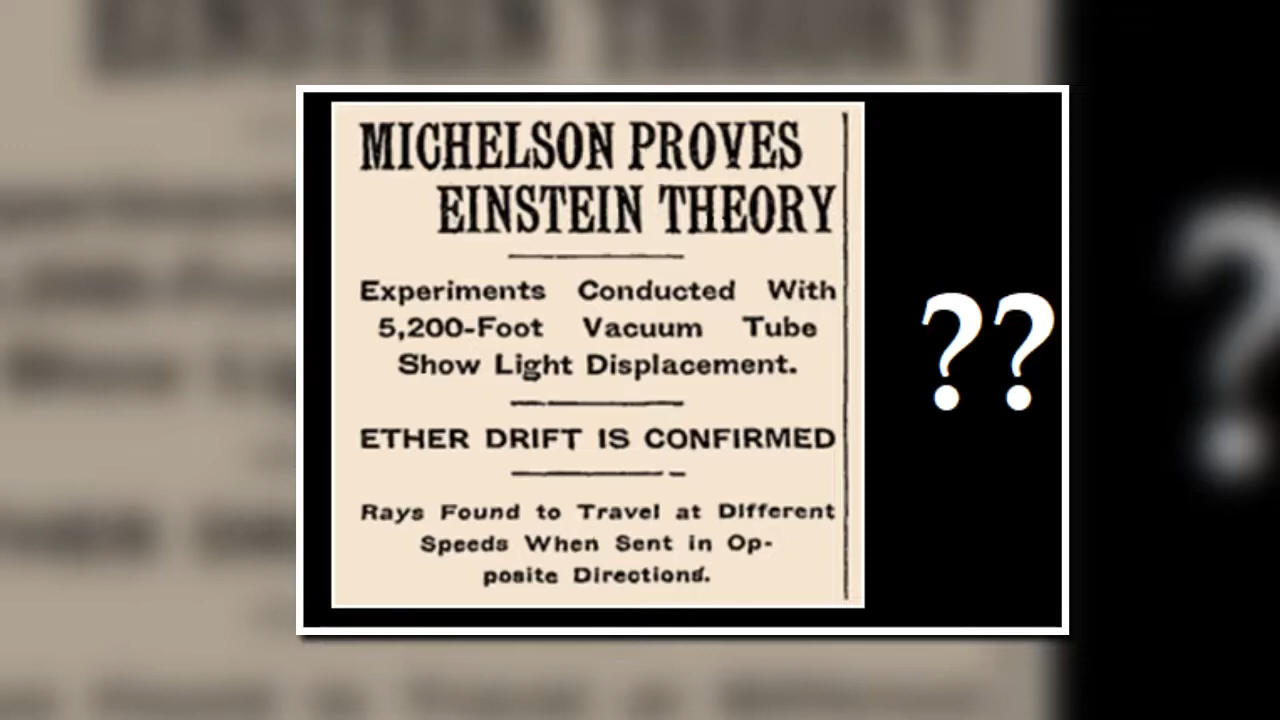 MICHELSON PROVES
EINSTEIN THEORY
Experiments Conducted With
5,200-Foot Vacuum Tube
Show Light Displacement.
ETHER DRIFT IS CONFIRMED
Rays Found to Travel at Different
Speeds When Sent in Op-
posite Directions.
??